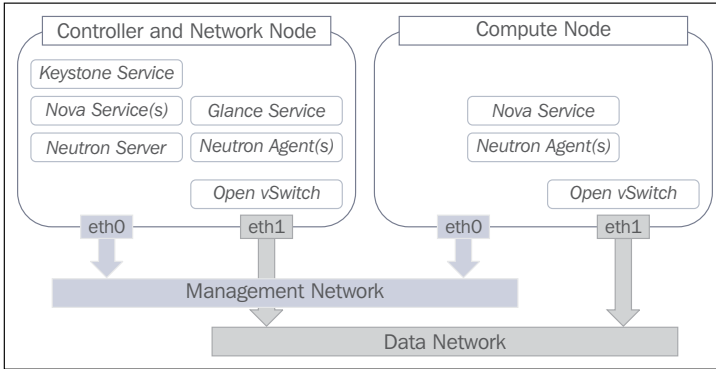 Controller and Network Node
Compute Node
Keystone Service
Nova Service(s)
Glance Service
Nova Service
Neutron Server
Neutron Agent(s)
Neutron Agent(s)
Open vSwitch
Open vSwitch
eth0
eth1
eth0
eth1
Management Network
Data Network